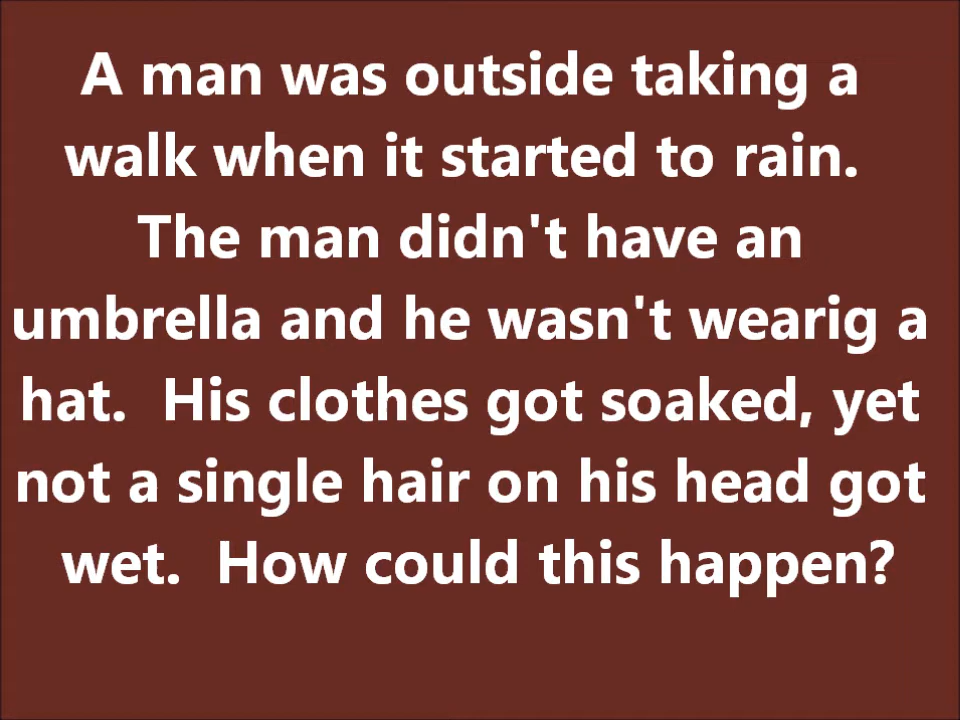 A man was outside taking a
walk when it started to rain.
The man didn't have an
umbrella and he wasn't wearig a
hat.  His clothes got soaked, yet
not a single hair on his head got
wet.  How could this happen?